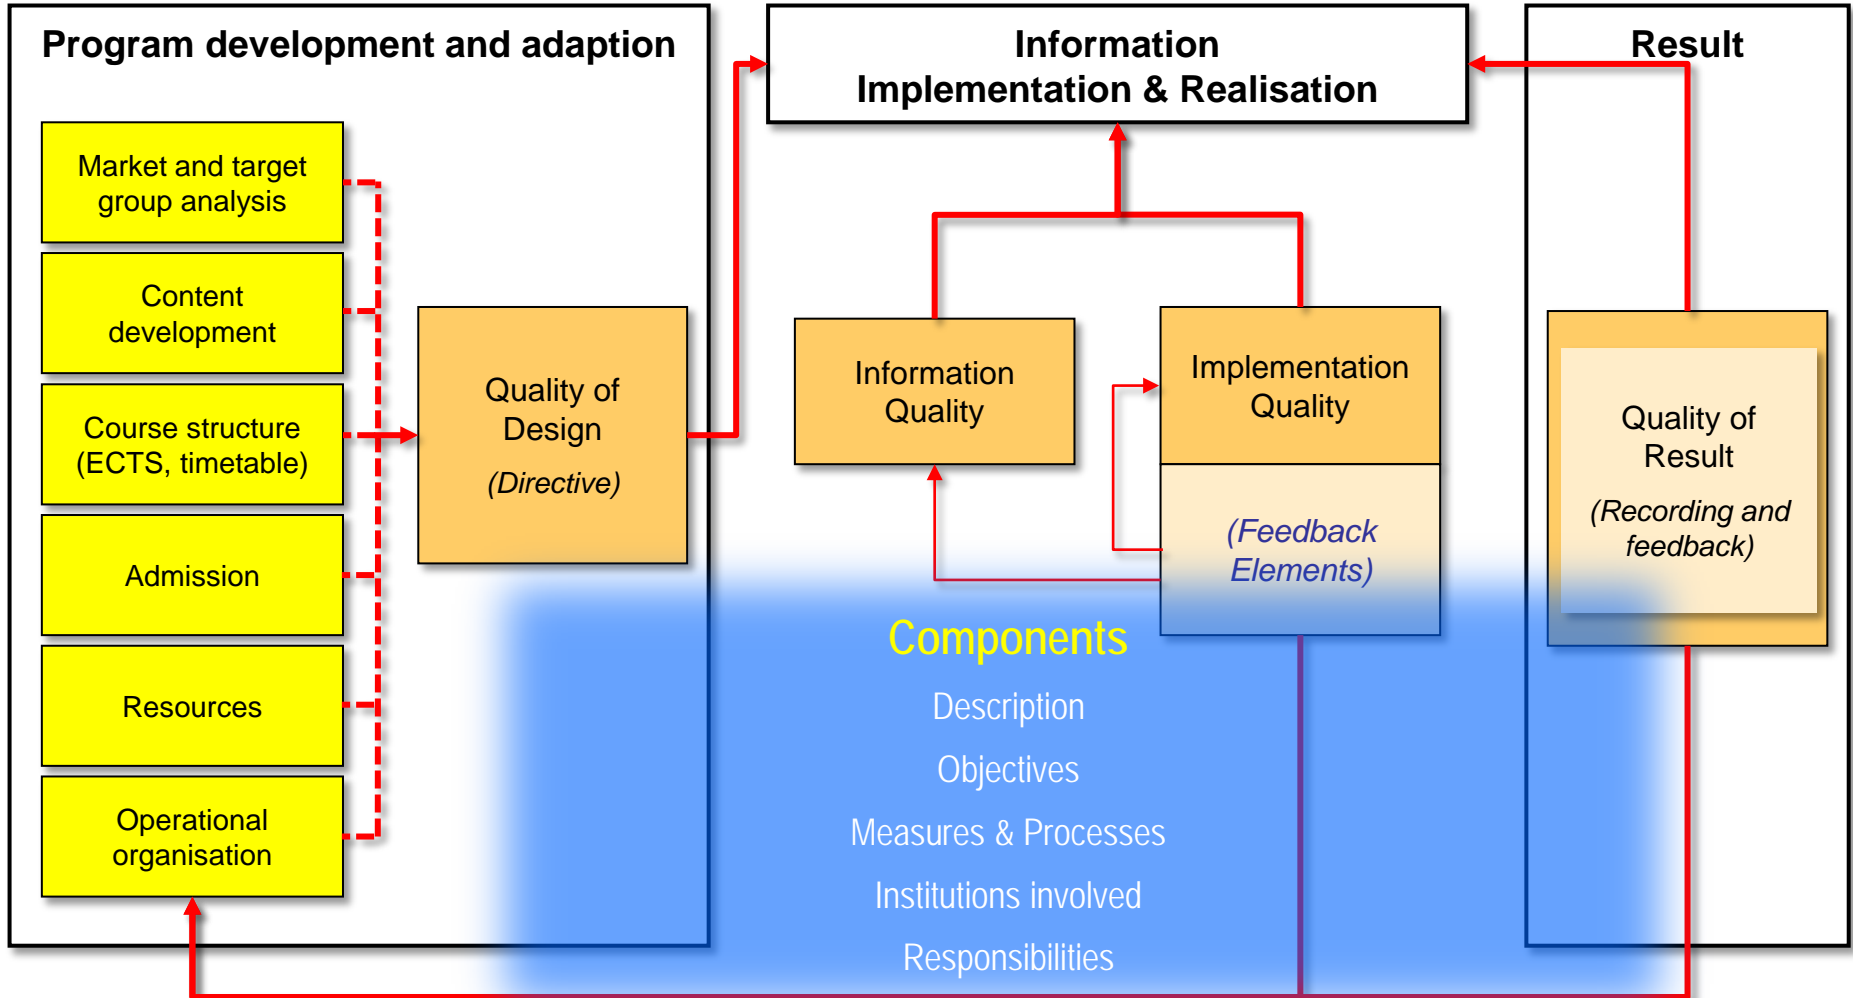 Program development and adaption
Market and target
group analysis
Content
development
Course structure
(ECTS, timetable)
Admission
Resources
Operational
organisation
Quality of
Design
(Directive)
Information
Implementation & Realisation
Information
Quality
Implementation
Quality
(Feedback
Elements)
Result
Quality of
Result
(Recording and
feedback)
Components
Description
Objectives
Measures & Processes
Institutions involved
Responsibilities